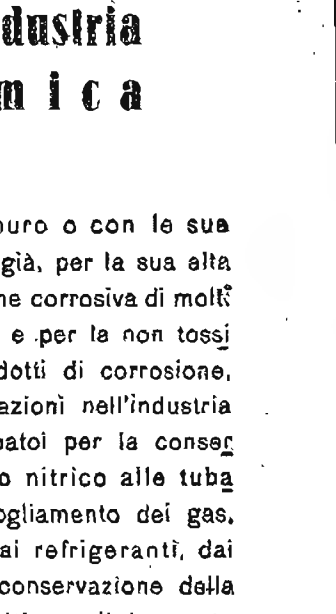 dustria
mica
puro o con le sua
già, per la sua alta
ne corrosiva di molti
e per la non tossi
dotti di corrosione,
azioni nell'industria
batoi per la conser
o nitrico alle tuba
ogliamento dei gas,
ai refrigeranti, dai
conservazione della